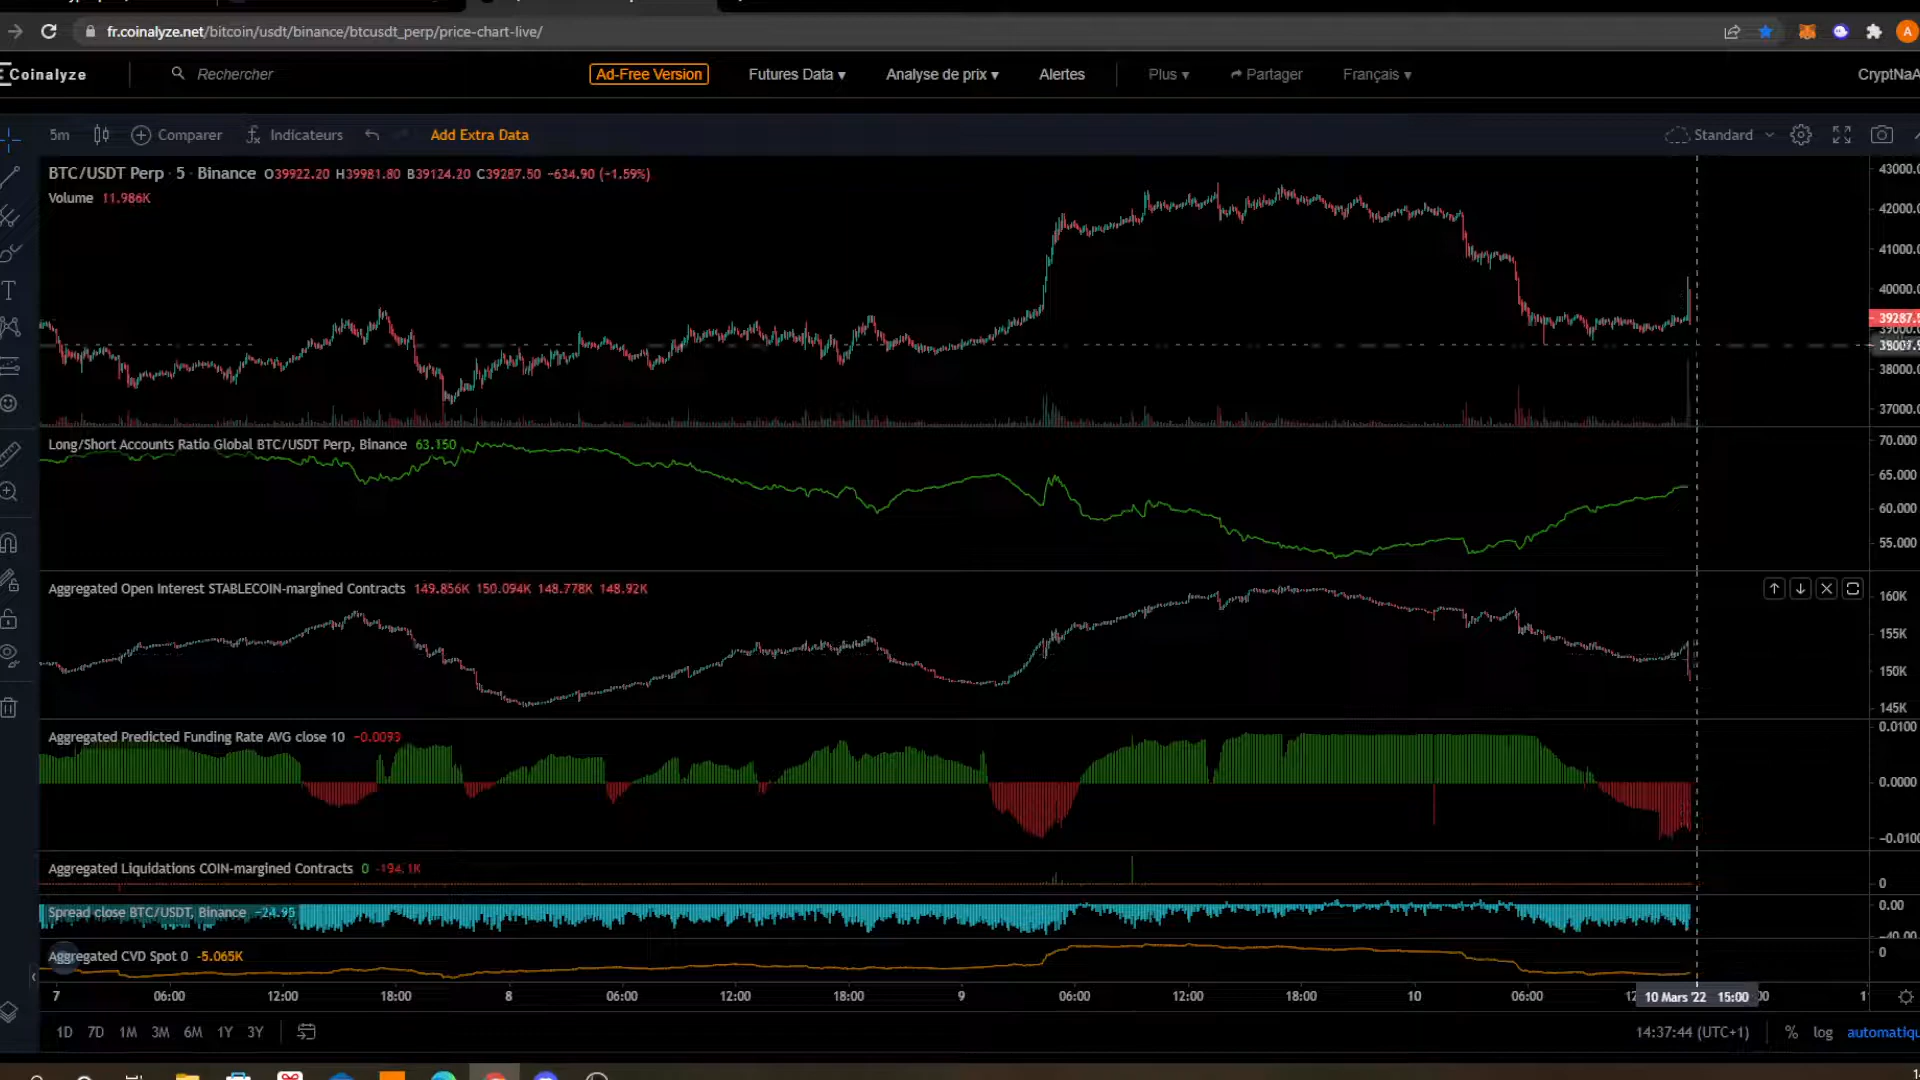 fr.coinalyze.net/bitcoin/usdt/binance/btcusdt_perp/price-chart-live/
A
Coinalyze Rechercher Ad-Free Version Futures Data ▾ Analyse de prix ▾ Alertes Plus ▾ Partager Français ▾ CryptNaA
5m Comparer Indicateurs Add Extra Data Standard
BTC/USDT Perp · 5 · Binance O39922.20 H39981.80 B39124.20 C39287.50 −634.90 (−1.59%)
Volume 11.986K
43000.
42000.
41000.
40000.
39287.
39000.
38000.
37000.
Long/Short Accounts Ratio Global BTC/USDT Perp, Binance 63.150
70.000
65.000
60.000
55.000
Aggregated Open Interest STABLECOIN-margined Contracts 149.856K 150.094K 148.778K 148.92K
160K
155K
150K
145K
Aggregated Predicted Funding Rate AVG close 10 −0.0093
0.0100
0.0000
−0.0100
Aggregated Liquidations COIN-margined Contracts 0 -194.1K
0
Spread close BTC/USDT, Binance −24.95
0.00
−40.00
Aggregated CVD Spot 0 -5.065K
0
7 06:00 12:00 18:00 8 06:00 12:00 18:00 9 06:00 12:00 18:00 10 06:00 10 Mars '22 15:00
1D 7D 1M 3M 6M 1Y 3Y 14:37:44 (UTC+1) % log automatiqu